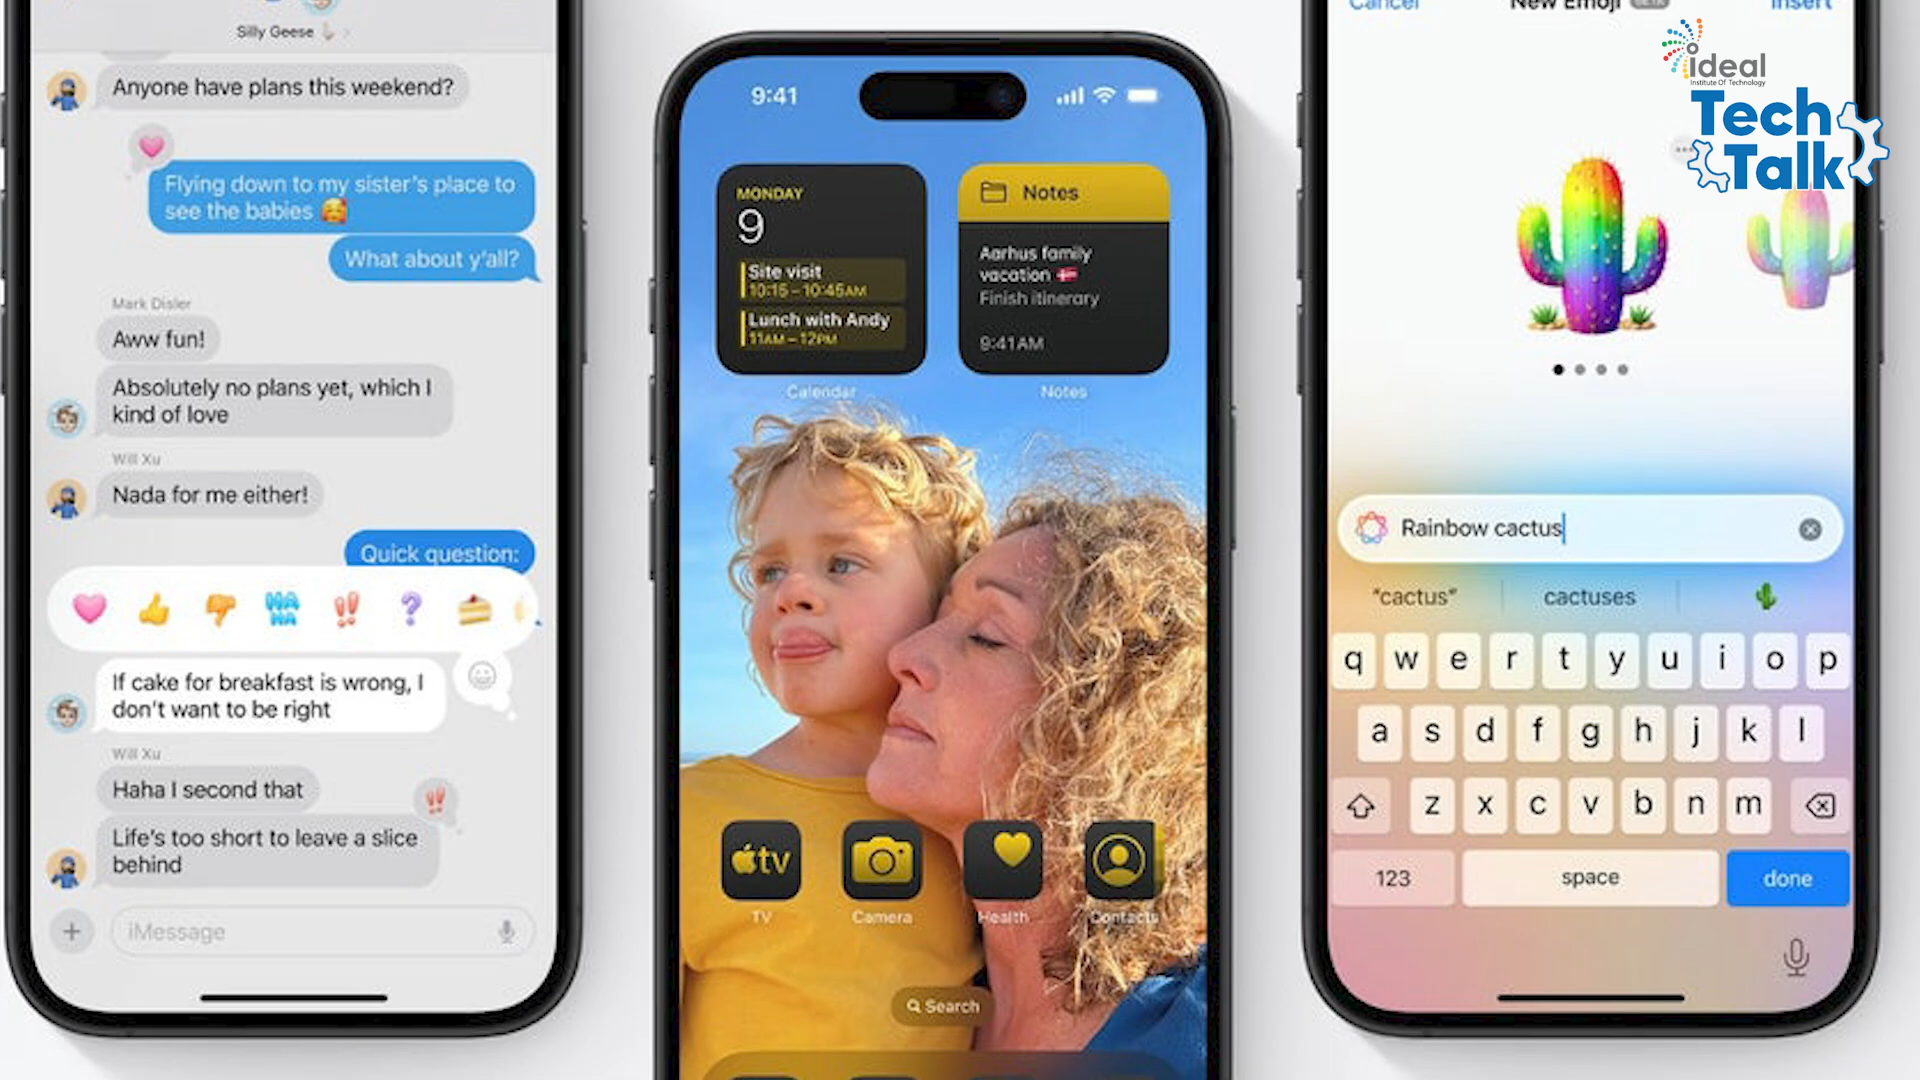 Silly Geese
Anyone have plans this weekend?
Flying down to my sister's place to
see the babies
What about y'all?
Mark Disler
Aww fun!
Absolutely no plans yet, which I
kind of love
Will Xu
Nada for me either!
Quick question:
HA
HA
If cake for breakfast is wrong, I
don't want to be right
Will Xu
Haha I second that
Life's too short to leave a slice
behind
iMessage
9:41
MONDAY
9
Site visit
10:15 – 10:45AM
Lunch with Andy
11AM – 12PM
Calendar
Notes
Aarhus family
vacation
Finish itinerary
9:41AM
Notes
tv
TV
Camera
Health
Contacts
Search
Cancel
New Emoji BETA
Insert
ideal
Institute Of Technology
Tech
Talk
Rainbow cactus
"cactus"
cactuses
q w e r t y u i o p
a s d f g h j k l
z x c v b n m
123
space
done